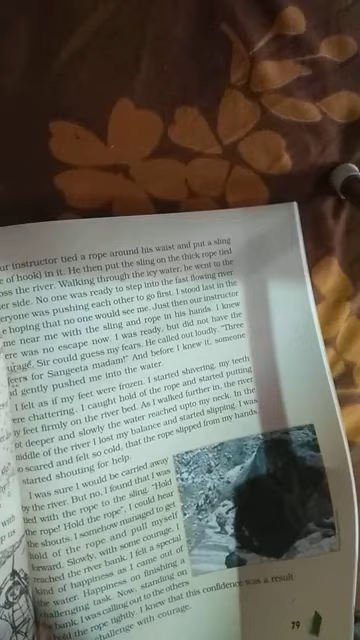 ur instructor tied a rope around his waist and put a sling
e of hook) in it. He then put the sling on the thick rope tied
oss the river. Walking through the icy water, he went to the
er side. No one was ready to step into the fast flowing river.
eryone was pushing each other to go first. I stood last in the
e hoping that no one would see me. Just then our instructor
me near me with the sling and rope in his hands. I knew
ere was no escape now. I was ready, but did not have the
urage. Sir could guess my fears. He called out loudly, "Three
eers for Sangeeta madam!" And before I knew it, someone
d gently pushed me into the water.
I felt as if my feet were frozen. I started shivering, my teeth
re chattering. I caught hold of the rope and started putting
y feet firmly on the river bed. As I walked further in, the river
ot deeper and slowly the water reached upto my neck. In the
middle of the river I lost my balance and started slipping. I was
o scared and felt so cold, that the rope slipped from my hands.
started shouting for help.
I was sure I would be carried away
by the river. But no, I found that I was
tied with the rope to the sling. "Hold
the rope! Hold the rope", I could hear
the shouts. I somehow managed to get
hold of the rope and pull myself
forward. Slowly, with some courage, I
reached the river bank. I felt a special
kind of happiness as I came out of
the water. Happiness on finishing a
challenging task. Now, standing on
e bank, I was calling out to the others
hold the rope tightly. I knew that this confidence was a result
challenge with courage.
79